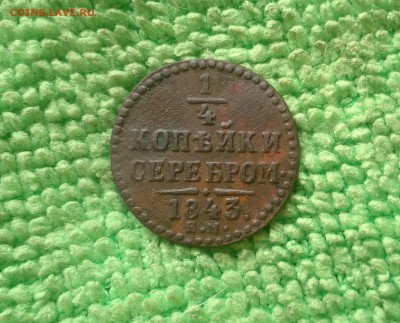 COINS.LAVE.RU
1
4
КОПѢЙКИ
СЕРЕБРОМ.
1843.
Е.М.